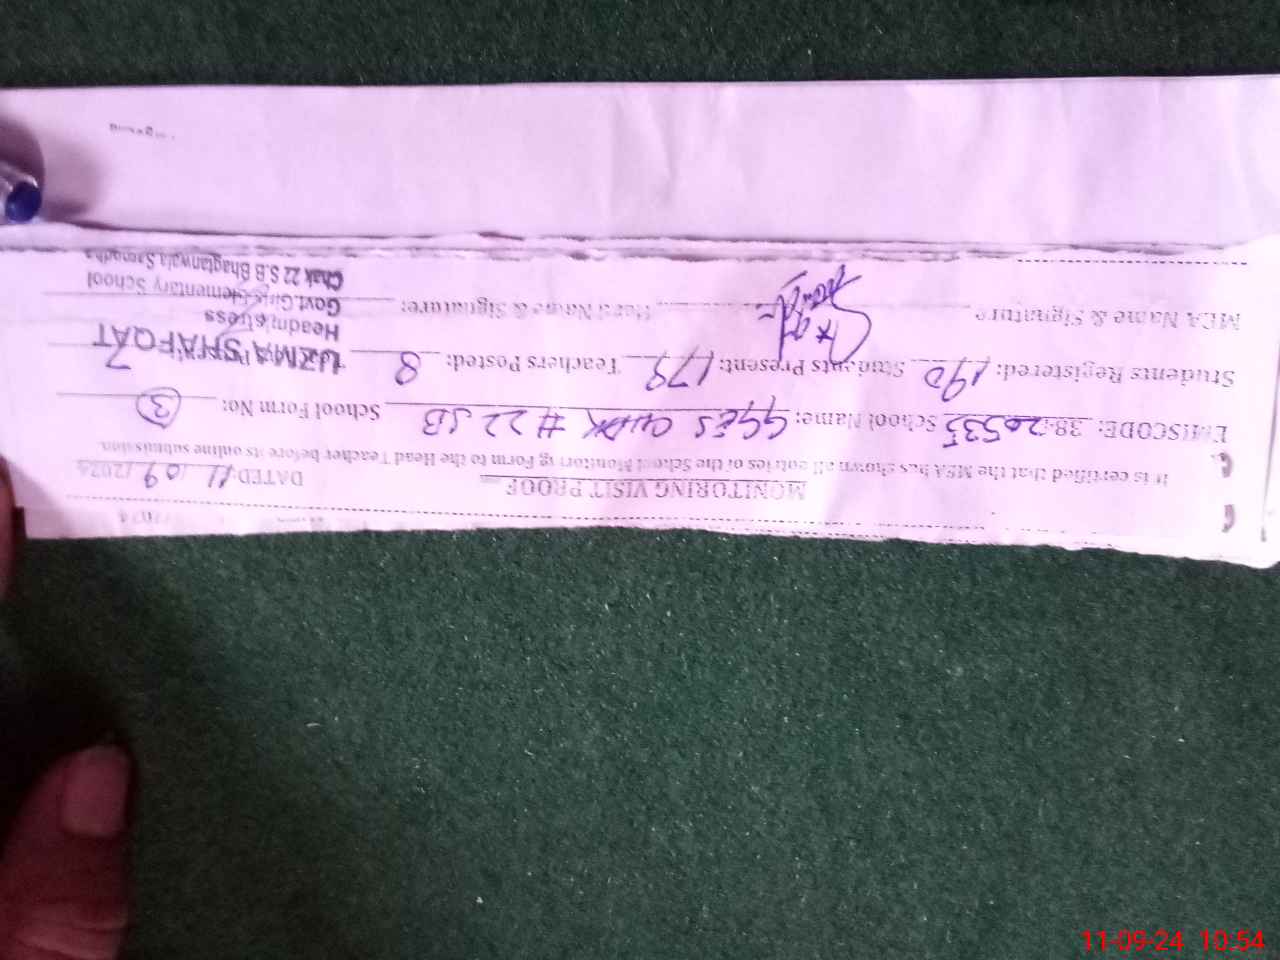 MONITORING VISIT PROOF
DATED: 11/09/2024
It is certified that the MEA has shown all entries of the School Monitoring Form to the Head Teacher before its online submission.
EMISCODE: 38420535 School Name: GGES Chak # 22 SB School Form No: 3
Students Registered: 190 Students Present: 179 Teachers Posted: 8 7
MEA Name & Signature Name & Signature:
UZMA SHAFQAT
Headmistress
Govt. Girls Elementary School
Chak 22 S.B Bhagtanwala Sargodha
11-09-24 10:54